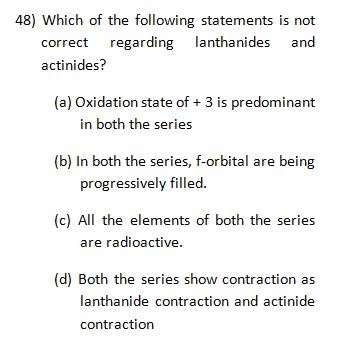 48) Which of the following statements is not
correct regarding lanthanides and
actinides?
(a) Oxidation state of + 3 is predominant
in both the series
(b) In both the series, f-orbital are being
progressively filled.
(c) All the elements of both the series
are radioactive.
(d) Both the series show contraction as
lanthanide contraction and actinide
contraction